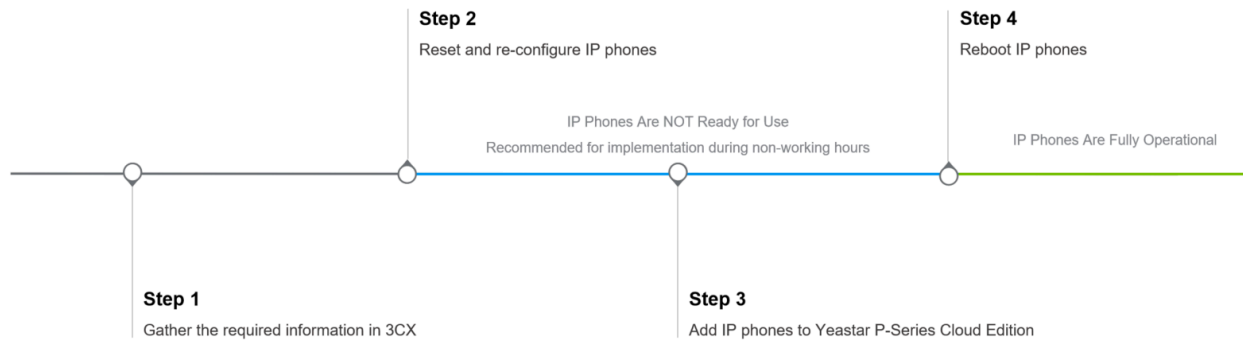 Step 2
Reset and re-configure IP phones
Step 4
Reboot IP phones
IP Phones Are NOT Ready for Use
Recommended for implementation during non-working hours
IP Phones Are Fully Operational
Step 1
Gather the required information in 3CX
Step 3
Add IP phones to Yeastar P-Series Cloud Edition